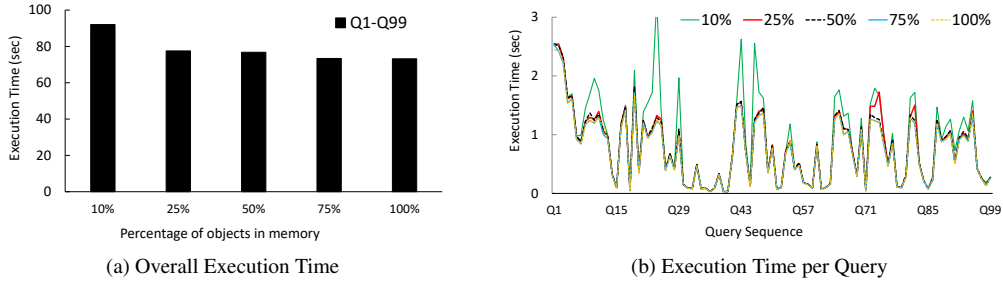 Q1-Q99
Execution Time (sec)
100
80
60
40
20
0
10% 25% 50% 75% 100%
Percentage of objects in memory
(a) Overall Execution Time
10% 25% 50% 75% 100%
Execution Time (sec)
3
2
1
0
Q1 Q15 Q29 Q43 Q57 Q71 Q85 Q99
Query Sequence
(b) Execution Time per Query